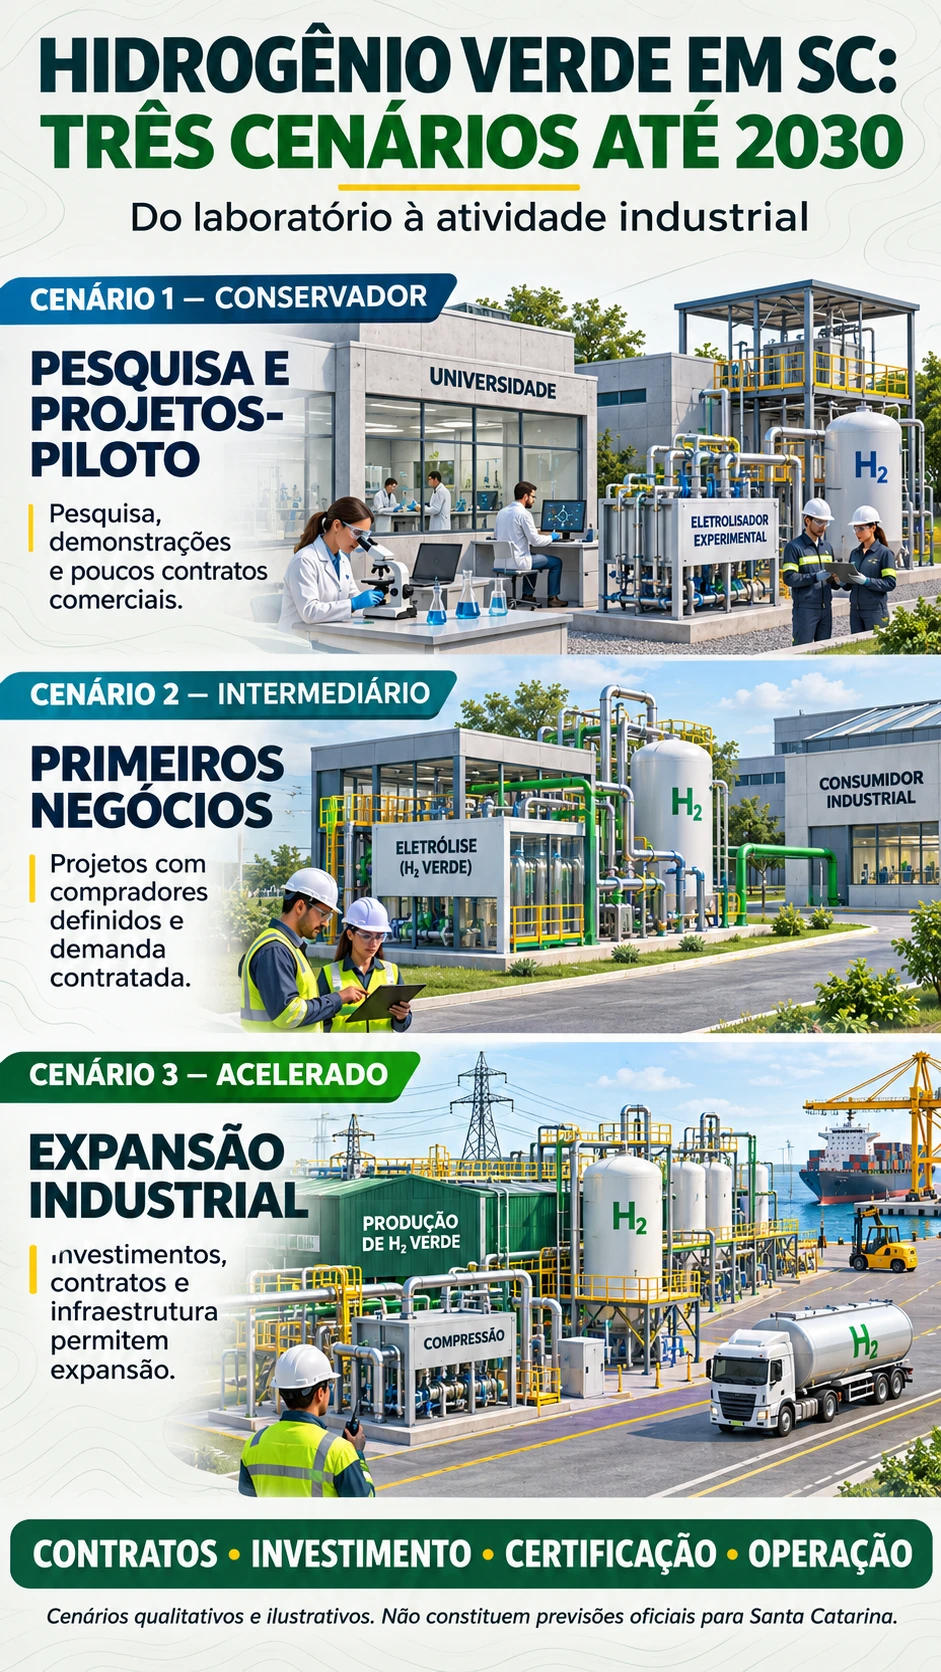 HIDROGÊNIO VERDE EM SC:
TRÊS CENÁRIOS ATÉ 2030
Do laboratório à atividade industrial
CENÁRIO 1 – CONSERVADOR
PESQUISA E
PROJETOS-
PILOTO
Pesquisa,
demonstrações
e poucos contratos
comerciais.
UNIVERSIDADE
ELETROLISADOR
EXPERIMENTAL
H₂
CENÁRIO 2 – INTERMEDIÁRIO
PRIMEIROS
NEGÓCIOS
Projetos com
compradores
definidos e
demanda
contratada.
ELETRÓLISE
(H₂ VERDE)
H₂
CONSUMIDOR
INDUSTRIAL
CENÁRIO 3 – ACELERADO
EXPANSÃO
INDUSTRIAL
Investimentos,
contratos e
infraestrutura
permitem
expansão.
PRODUÇÃO
DE H₂ VERDE
H₂
COMPRESSÃO
H₂
CONTRATOS • INVESTIMENTO • CERTIFICAÇÃO • OPERAÇÃO
Cenários qualitativos e ilustrativos. Não constituem previsões oficiais para Santa Catarina.